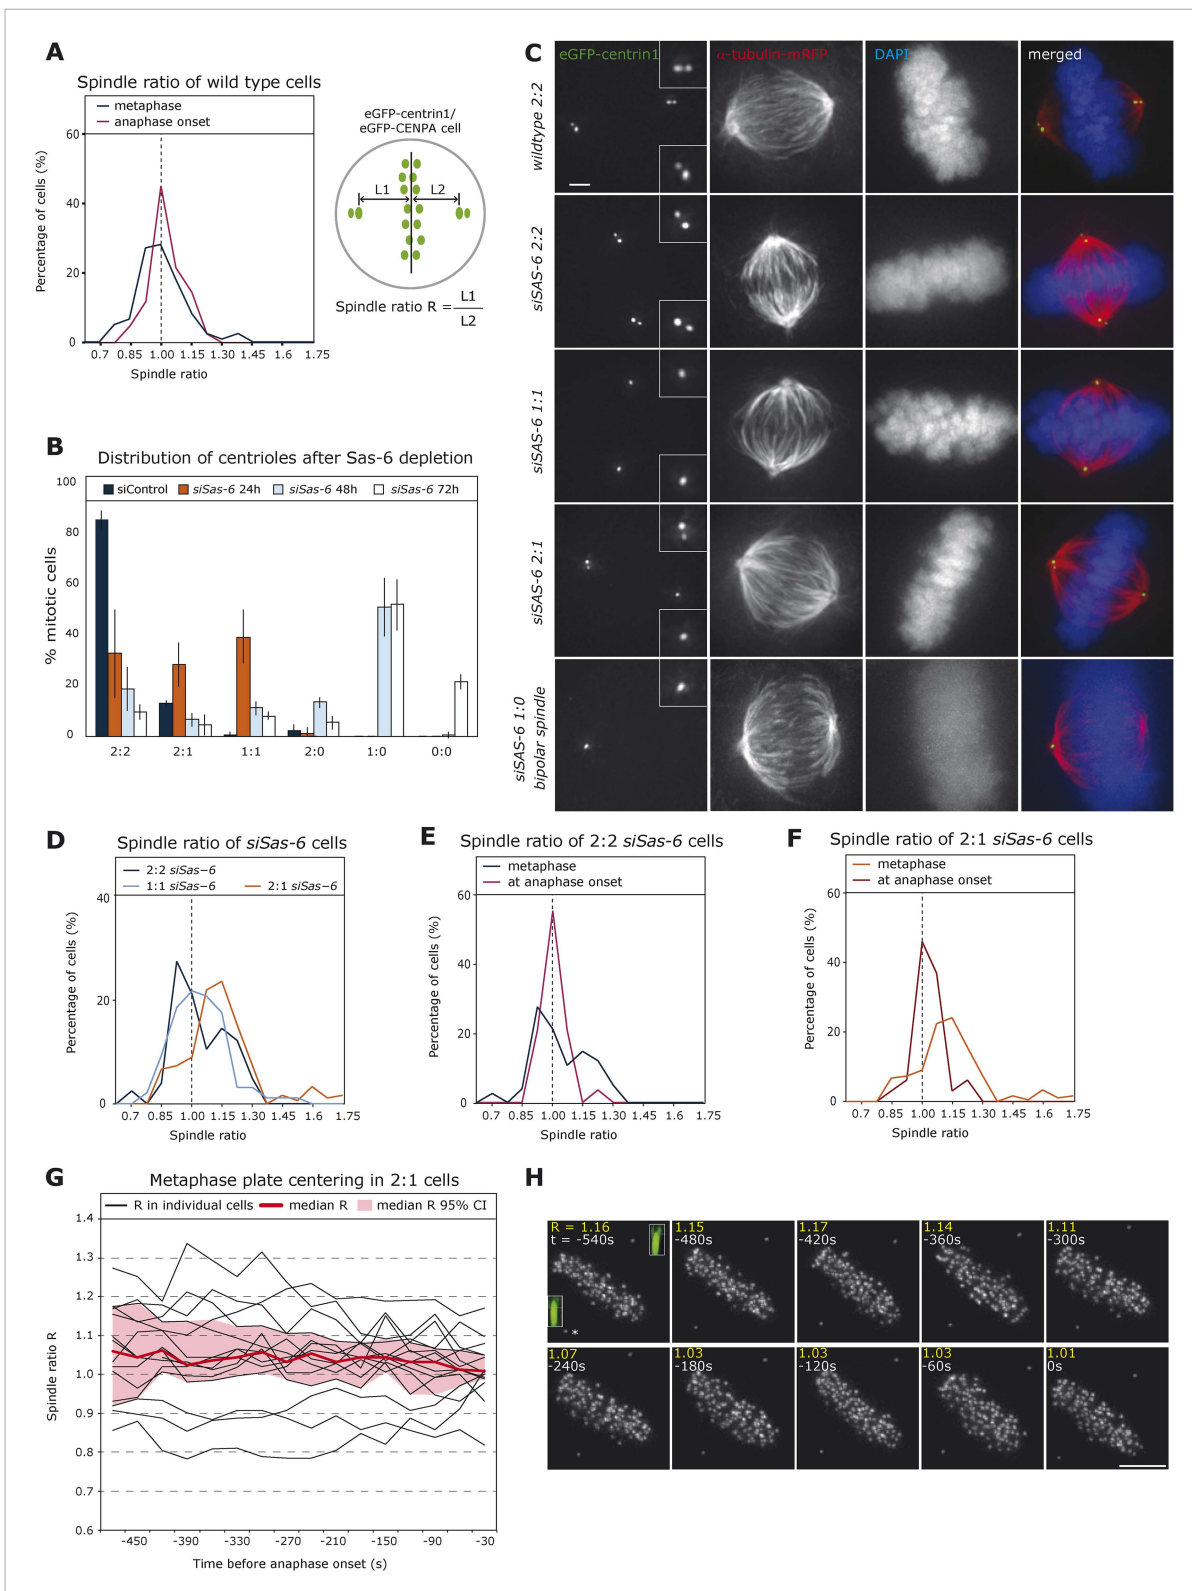 A
Spindle ratio of wild type cells
metaphase
anaphase onset
Percentage of cells (%)
60
40
20
0
0.7 0.85 1.00 1.15 1.30 1.45 1.6 1.75
Spindle ratio
eGFP-centrin1/
eGFP-CENPA cell
L1 L2
Spindle ratio R = L1
L2
B
Distribution of centrioles after Sas-6 depletion
siControl siSas-6 24h siSas-6 48h siSas-6 72h
% mitotic cells
100
80
60
40
20
0
2:2 2:1 1:1 2:0 1:0 0:0
C
eGFP-centrin1 α-tubulin-mRFP DAPI merged
wildtype 2:2
siSAS-6 2:2
siSAS-6 1:1
siSAS-6 2:1
siSAS-6 1:0
bipolar spindle
D
Spindle ratio of siSas-6 cells
2:2 siSas-6
1:1 siSas-6 2:1 siSas-6
Percentage of cells (%)
40
20
0
0.7 0.85 1.00 1.15 1.30 1.45 1.6 1.75
Spindle ratio
E
Spindle ratio of 2:2 siSas-6 cells
metaphase
at anaphase onset
Percentage of cells (%)
60
40
20
0
0.7 0.85 1.00 1.15 1.30 1.45 1.6 1.75
Spindle ratio
F
Spindle ratio of 2:1 siSas-6 cells
metaphase
at anaphase onset
Percentage of cells (%)
60
40
20
0
0.7 0.85 1.00 1.15 1.30 1.45 1.6 1.75
Spindle ratio
G
Metaphase plate centering in 2:1 cells
R in individual cells median R median R 95% CI
Spindle ratio R
1.4
1.3
1.2
1.1
1.0
0.9
0.8
0.7
0.6
-450 -390 -330 -270 -210 -150 -90 -30
Time before anaphase onset (s)
H
R = 1.16 1.15 1.17 1.14 1.11
t = -540s -480s -420s -360s -300s
*
1.07 1.03 1.03 1.03 1.01
-240s -180s -120s -60s 0s